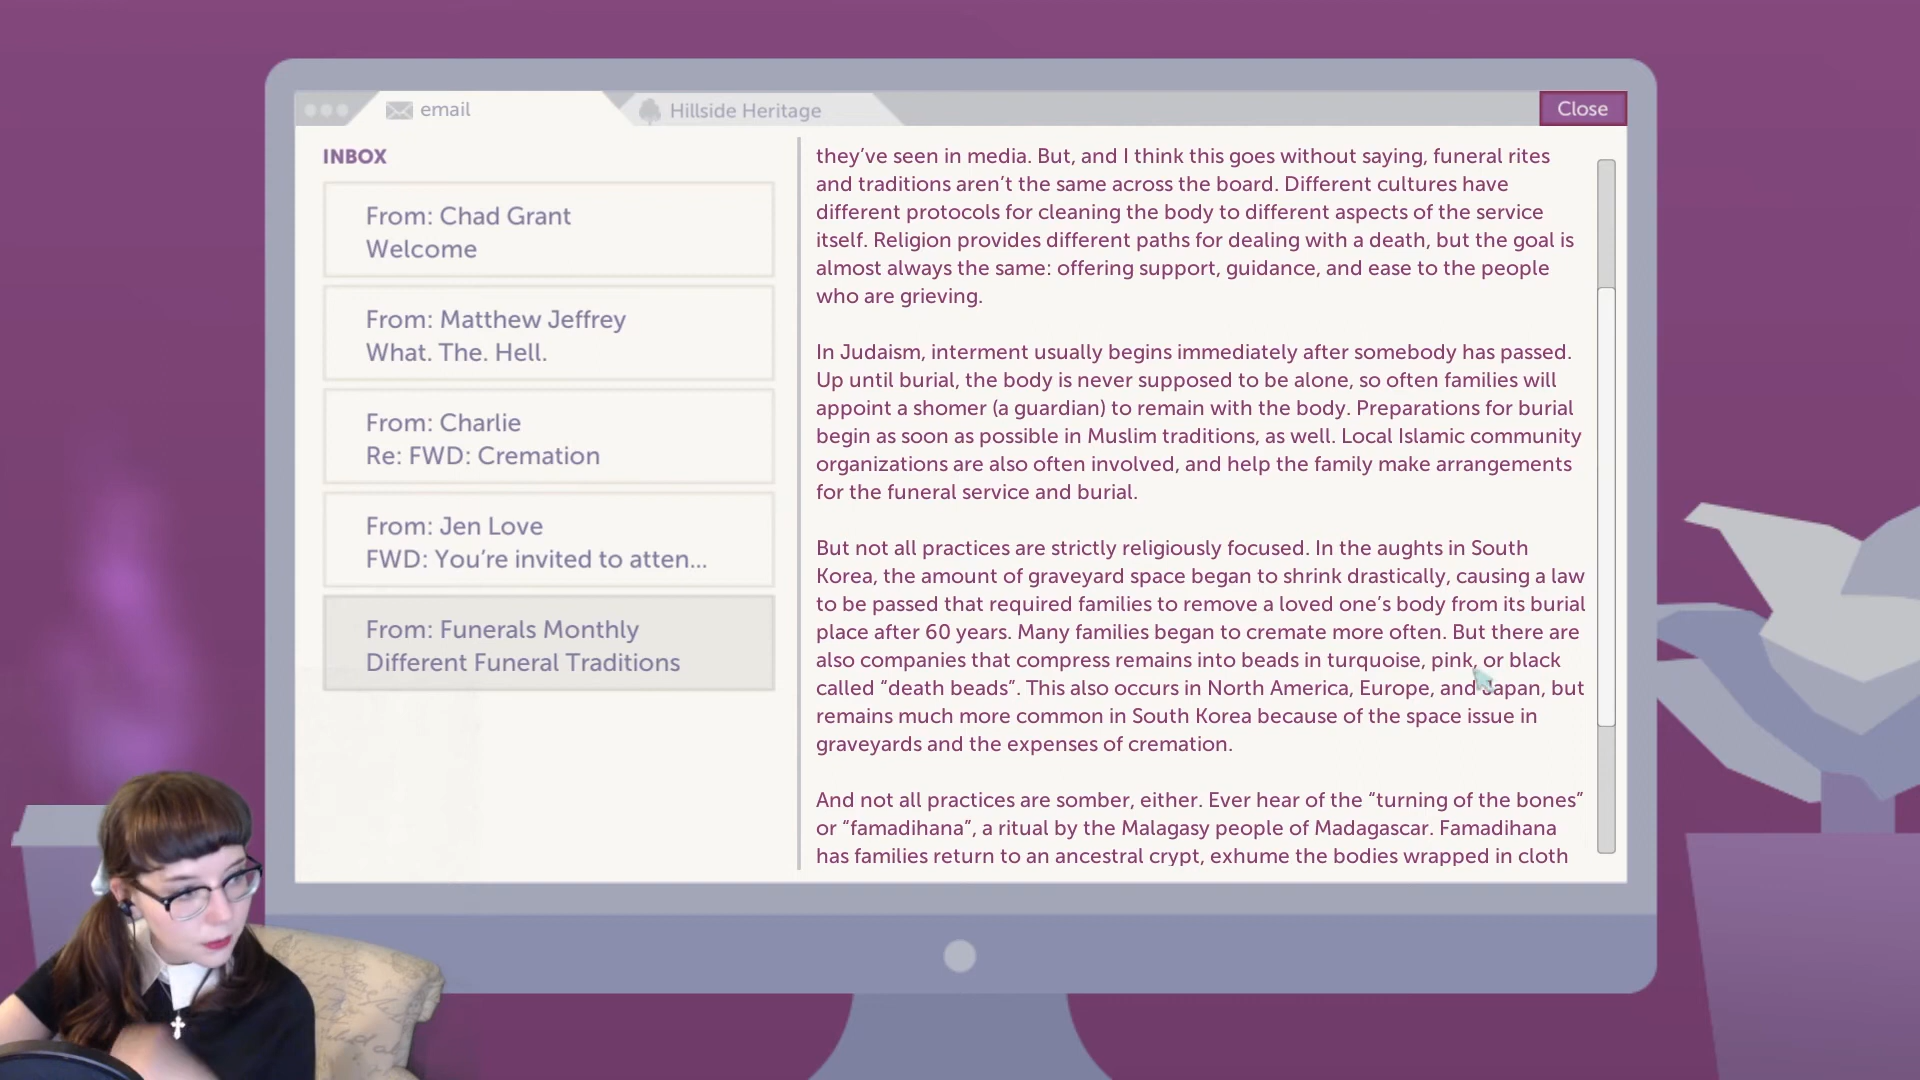 email
Hillside Heritage
Close
INBOX
From: Chad Grant
Welcome
From: Matthew Jeffrey
What. The. Hell.
From: Charlie
Re: FWD: Cremation
From: Jen Love
FWD: You’re invited to atten...
From: Funerals Monthly
Different Funeral Traditions
they’ve seen in media. But, and I think this goes without saying, funeral rites
and traditions aren’t the same across the board. Different cultures have
different protocols for cleaning the body to different aspects of the service
itself. Religion provides different paths for dealing with a death, but the goal is
almost always the same: offering support, guidance, and ease to the people
who are grieving.
In Judaism, interment usually begins immediately after somebody has passed.
Up until burial, the body is never supposed to be alone, so often families will
appoint a shomer (a guardian) to remain with the body. Preparations for burial
begin as soon as possible in Muslim traditions, as well. Local Islamic community
organizations are also often involved, and help the family make arrangements
for the funeral service and burial.
But not all practices are strictly religiously focused. In the aughts in South
Korea, the amount of graveyard space began to shrink drastically, causing a law
to be passed that required families to remove a loved one’s body from its burial
place after 60 years. Many families began to cremate more often. But there are
also companies that compress remains into beads in turquoise, pink, or black
called “death beads”. This also occurs in North America, Europe, and Japan, but
remains much more common in South Korea because of the space issue in
graveyards and the expenses of cremation.
And not all practices are somber, either. Ever hear of the “turning of the bones”
or “famadihana”, a ritual by the Malagasy people of Madagascar. Famadihana
has families return to an ancestral crypt, exhume the bodies wrapped in cloth